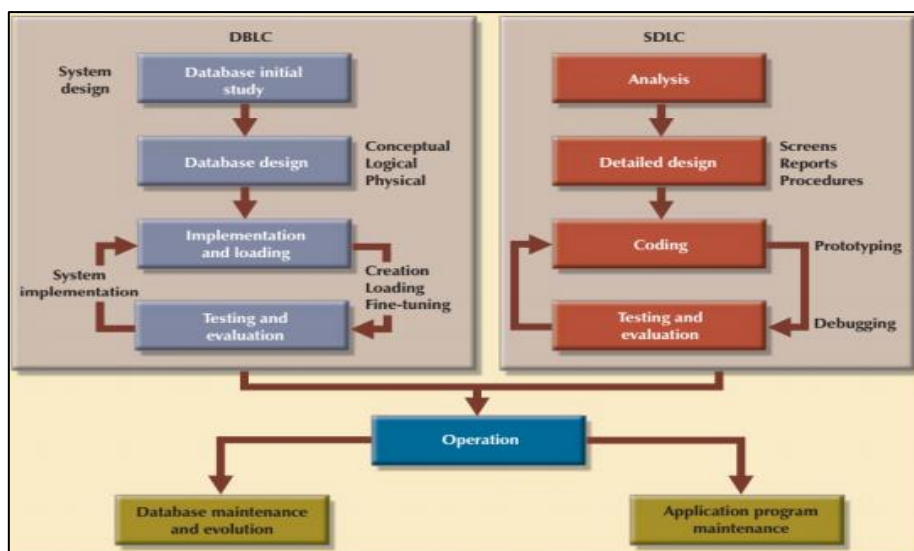 DBLC
System
design
Database initial
study
Database design
Conceptual
Logical
Physical
Implementation
and loading
System
implementation
Creation
Loading
Fine-tuning
Testing and
evaluation
SDLC
Analysis
Detailed design
Screens
Reports
Procedures
Coding
Prototyping
Testing and
evaluation
Debugging
Operation
Database maintenance
and evolution
Application program
maintenance